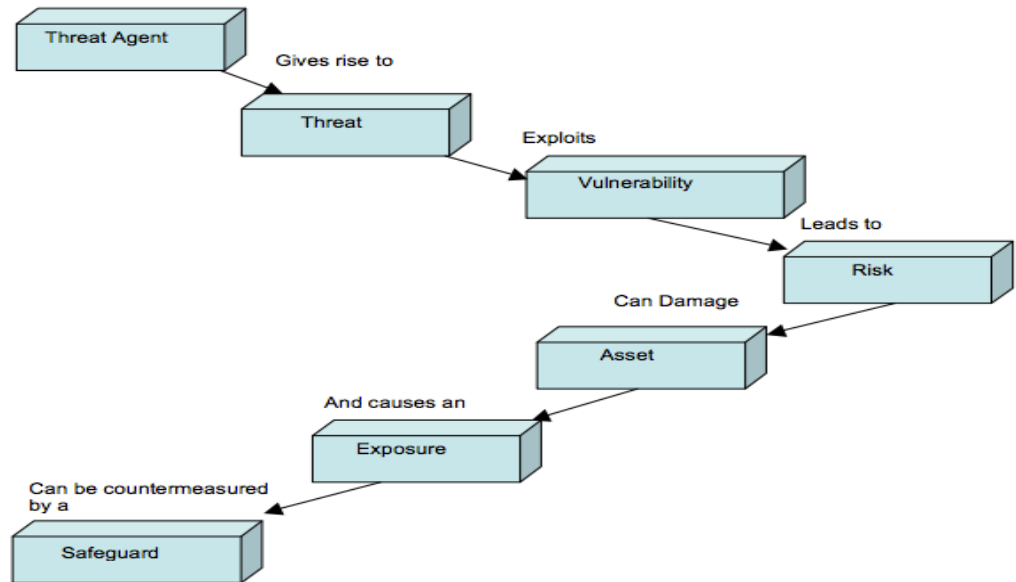 Threat Agent
Gives rise to
Threat
Exploits
Vulnerability
Leads to
Risk
Can Damage
Asset
And causes an
Exposure
Can be countermeasured
by a
Safeguard